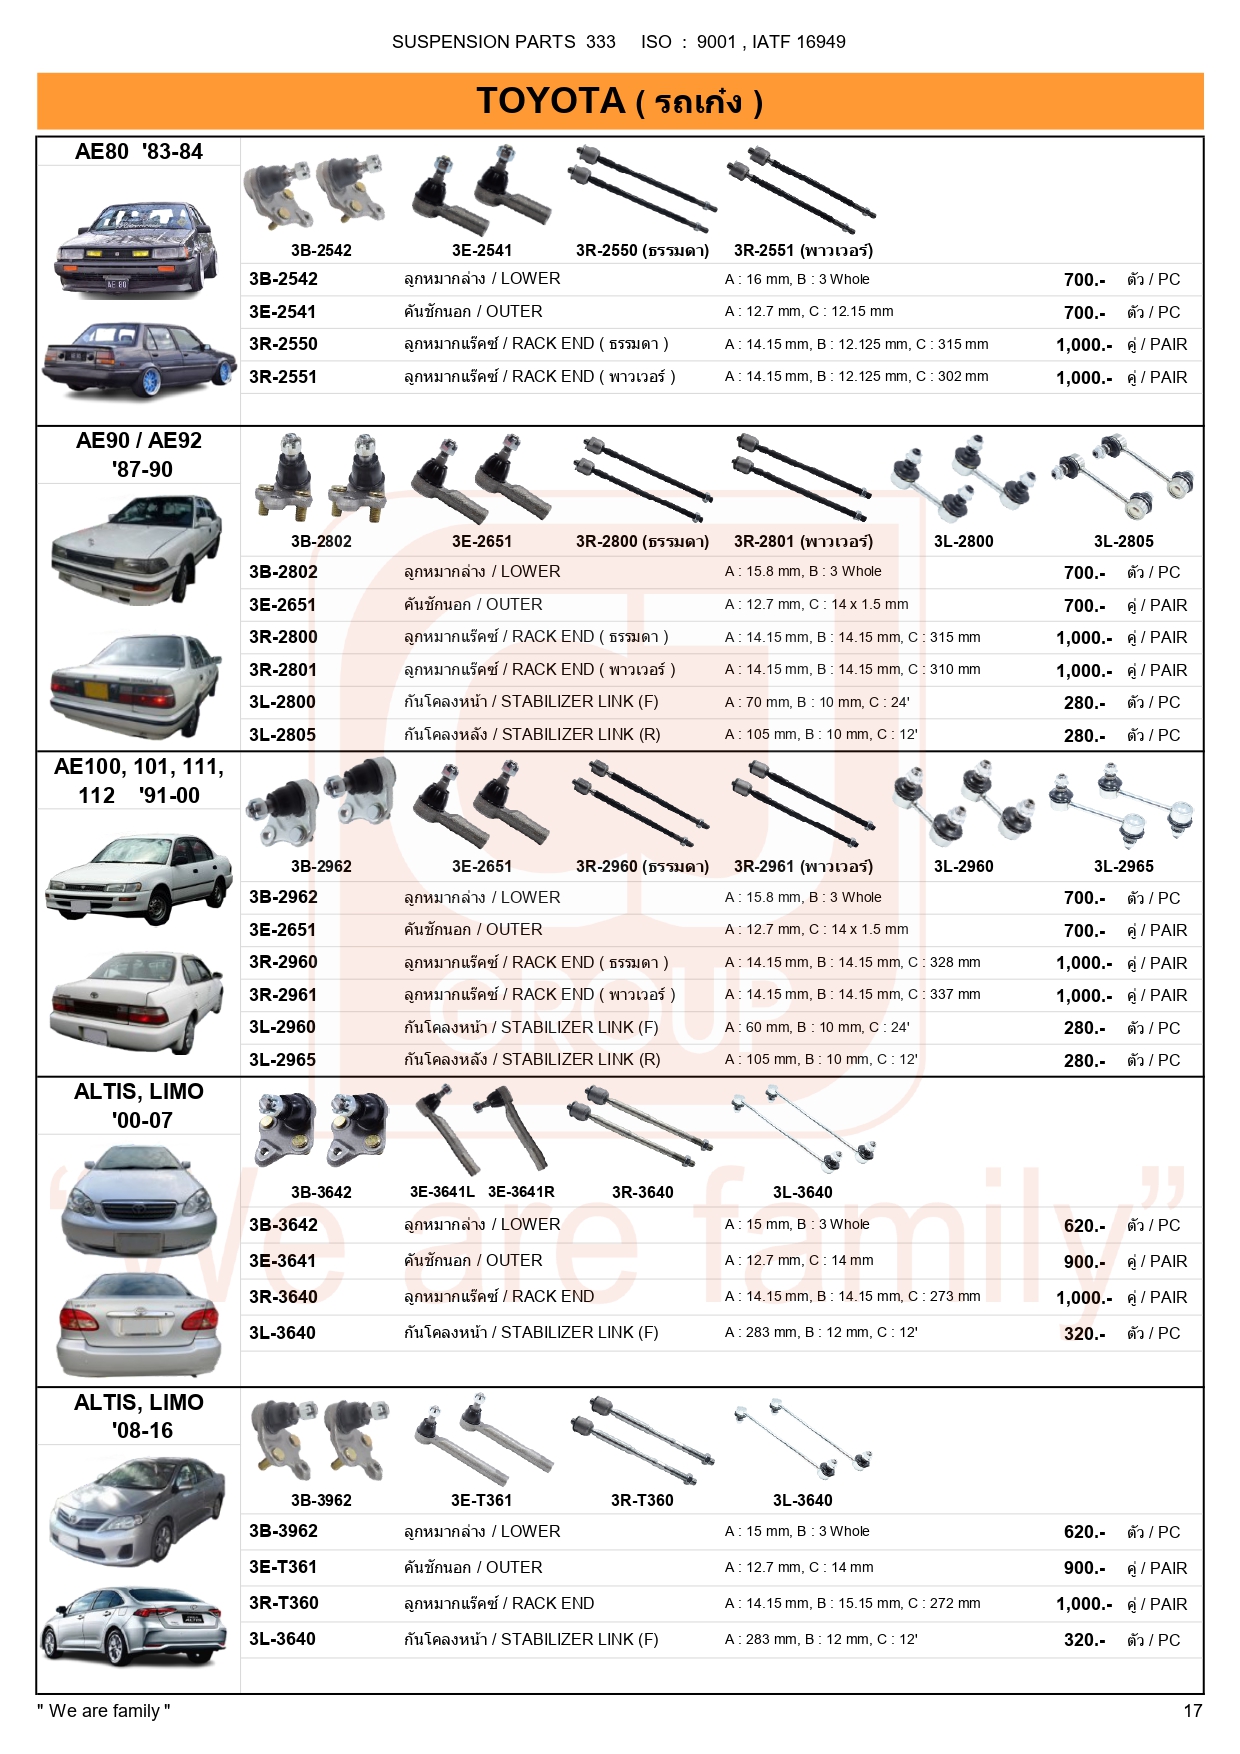 SUSPENSION PARTS 333 ISO : 9001 , IATF 16949
TOYOTA ( รถเก๋ง )
AE80 '83-84
3B-2542 3E-2541 3R-2550 (ธรรมดา) 3R-2551 (พาวเวอร์)
3B-2542 ลูกหมากล่าง / LOWER A : 16 mm, B : 3 Whole 700.- ตัว / PC
3E-2541 คันชักนอก / OUTER A : 12.7 mm, C : 12.15 mm 700.- ตัว / PC
3R-2550 ลูกหมากแร๊คซ์ / RACK END ( ธรรมดา ) A : 14.15 mm, B : 12.125 mm, C : 315 mm 1,000.- คู่ / PAIR
3R-2551 ลูกหมากแร๊คซ์ / RACK END ( พาวเวอร์ ) A : 14.15 mm, B : 12.125 mm, C : 302 mm 1,000.- คู่ / PAIR
AE90 / AE92
'87-90
3B-2802 3E-2651 3R-2800 (ธรรมดา) 3R-2801 (พาวเวอร์) 3L-2800 3L-2805
3B-2802 ลูกหมากล่าง / LOWER A : 15.8 mm, B : 3 Whole 700.- ตัว / PC
3E-2651 คันชักนอก / OUTER A : 12.7 mm, C : 14 x 1.5 mm 700.- คู่ / PAIR
3R-2800 ลูกหมากแร๊คซ์ / RACK END ( ธรรมดา ) A : 14.15 mm, B : 14.15 mm, C : 315 mm 1,000.- คู่ / PAIR
3R-2801 ลูกหมากแร๊คซ์ / RACK END ( พาวเวอร์ ) A : 14.15 mm, B : 14.15 mm, C : 310 mm 1,000.- คู่ / PAIR
3L-2800 กันโคลงหน้า / STABILIZER LINK (F) A : 70 mm, B : 10 mm, C : 24' 280.- ตัว / PC
3L-2805 กันโคลงหลัง / STABILIZER LINK (R) A : 105 mm, B : 10 mm, C : 12' 280.- ตัว / PC
AE100, 101, 111,
112 '91-00
3B-2962 3E-2651 3R-2960 (ธรรมดา) 3R-2961 (พาวเวอร์) 3L-2960 3L-2965
3B-2962 ลูกหมากล่าง / LOWER A : 15.8 mm, B : 3 Whole 700.- ตัว / PC
3E-2651 คันชักนอก / OUTER A : 12.7 mm, C : 14 x 1.5 mm 700.- คู่ / PAIR
3R-2960 ลูกหมากแร๊คซ์ / RACK END ( ธรรมดา ) A : 14.15 mm, B : 14.15 mm, C : 328 mm 1,000.- คู่ / PAIR
3R-2961 ลูกหมากแร๊คซ์ / RACK END ( พาวเวอร์ ) A : 14.15 mm, B : 14.15 mm, C : 337 mm 1,000.- คู่ / PAIR
3L-2960 กันโคลงหน้า / STABILIZER LINK (F) A : 60 mm, B : 10 mm, C : 24' 280.- ตัว / PC
3L-2965 กันโคลงหลัง / STABILIZER LINK (R) A : 105 mm, B : 10 mm, C : 12' 280.- ตัว / PC
GROUP
ALTIS, LIMO
'00-07
3B-3642 3E-3641L 3E-3641R 3R-3640 3L-3640
3B-3642 ลูกหมากล่าง / LOWER A : 15 mm, B : 3 Whole 620.- ตัว / PC
3E-3641 คันชักนอก / OUTER A : 12.7 mm, C : 14 mm 900.- คู่ / PAIR
3R-3640 ลูกหมากแร๊คซ์ / RACK END A : 14.15 mm, B : 14.15 mm, C : 273 mm 1,000.- คู่ / PAIR
3L-3640 กันโคลงหน้า / STABILIZER LINK (F) A : 283 mm, B : 12 mm, C : 12' 320.- ตัว / PC
“We are family”
ALTIS, LIMO
'08-16
3B-3962 3E-T361 3R-T360 3L-3640
3B-3962 ลูกหมากล่าง / LOWER A : 15 mm, B : 3 Whole 620.- ตัว / PC
3E-T361 คันชักนอก / OUTER A : 12.7 mm, C : 14 mm 900.- คู่ / PAIR
3R-T360 ลูกหมากแร๊คซ์ / RACK END A : 14.15 mm, B : 15.15 mm, C : 272 mm 1,000.- คู่ / PAIR
3L-3640 กันโคลงหน้า / STABILIZER LINK (F) A : 283 mm, B : 12 mm, C : 12' 320.- ตัว / PC
" We are family " 17